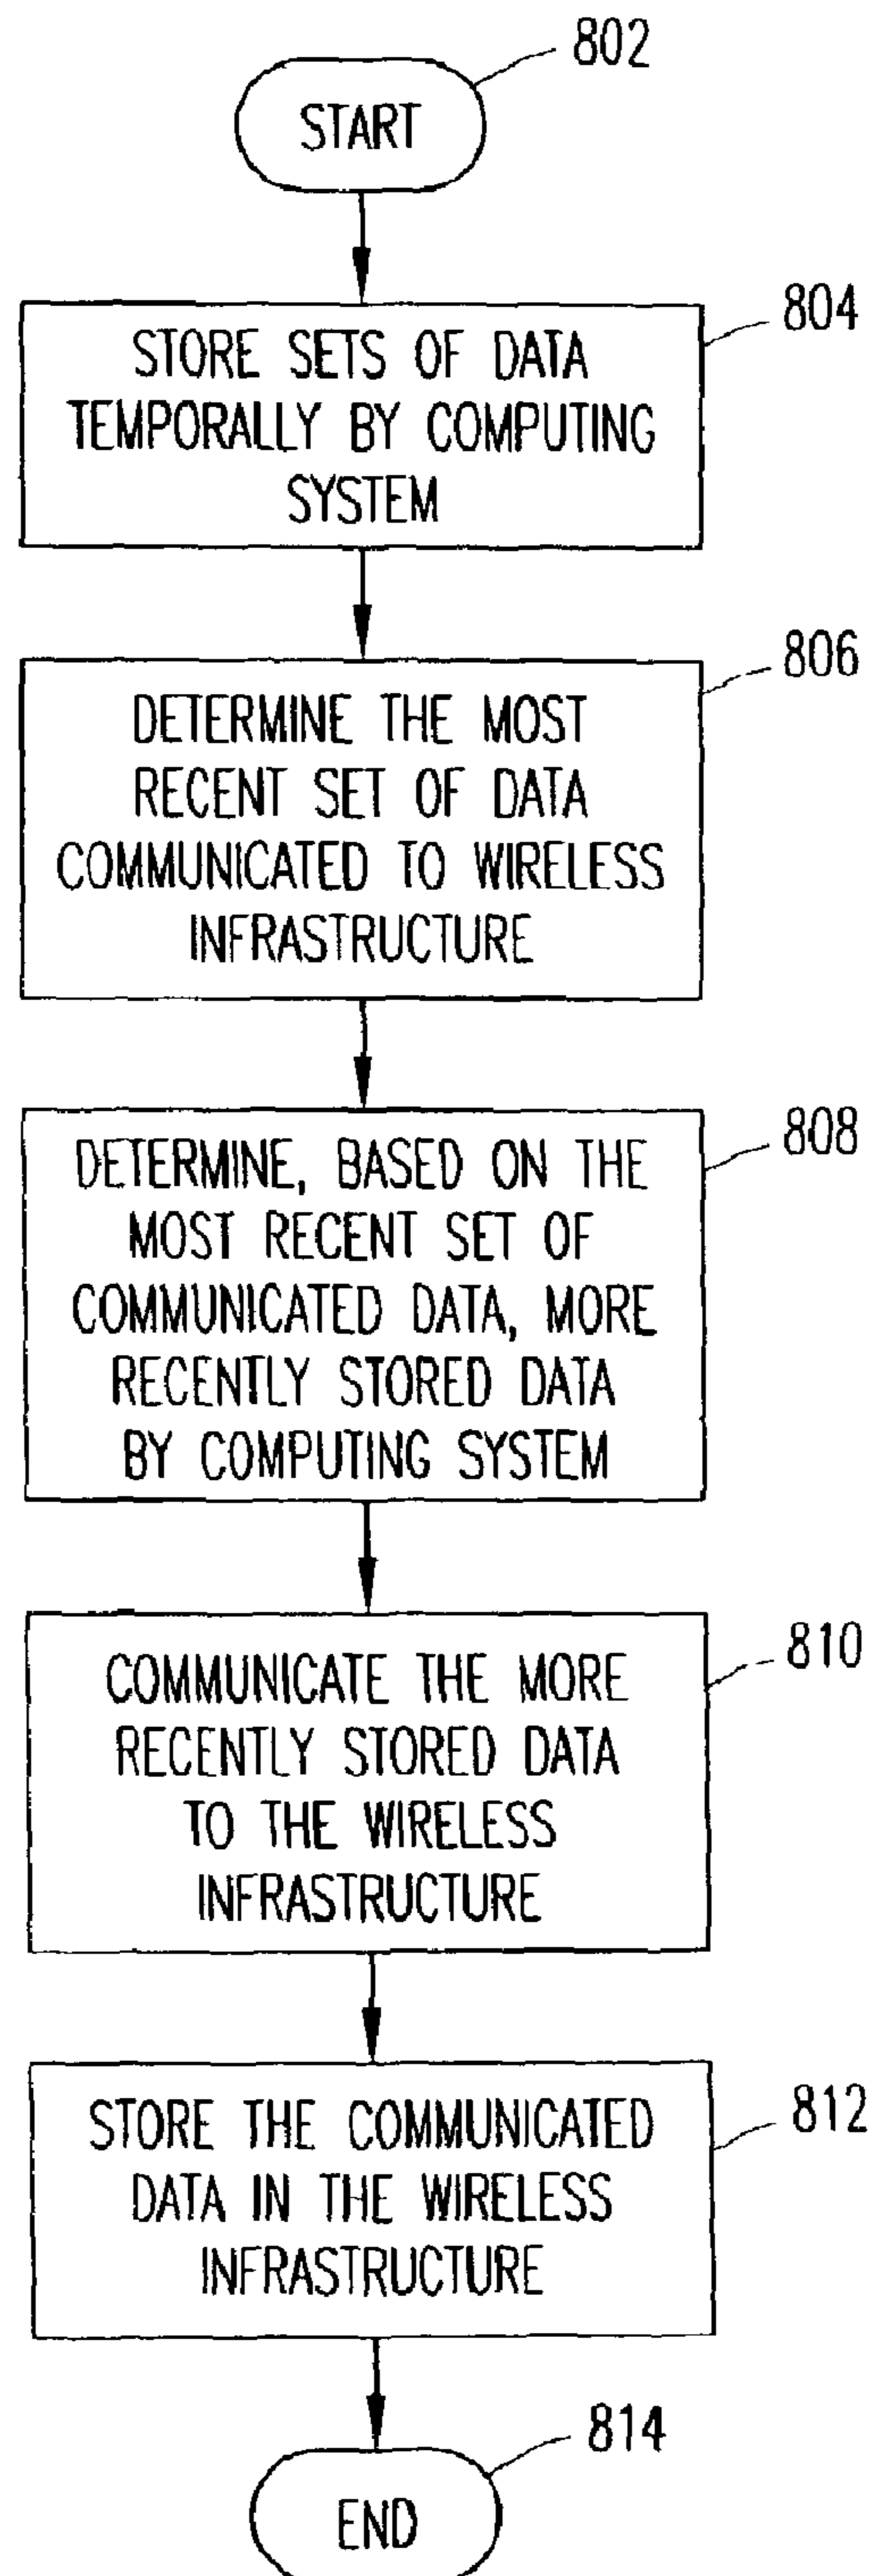 802
START
804
STORE SETS OF DATA
TEMPORALLY BY COMPUTING
SYSTEM
806
DETERMINE THE MOST
RECENT SET OF DATA
COMMUNICATED TO WIRELESS
INFRASTRUCTURE
808
DETERMINE, BASED ON THE
MOST RECENT SET OF
COMMUNICATED DATA, MORE
RECENTLY STORED DATA
BY COMPUTING SYSTEM
810
COMMUNICATE THE MORE
RECENTLY STORED DATA
TO THE WIRELESS
INFRASTRUCTURE
812
STORE THE COMMUNICATED
DATA IN THE WIRELESS
INFRASTRUCTURE
814
END